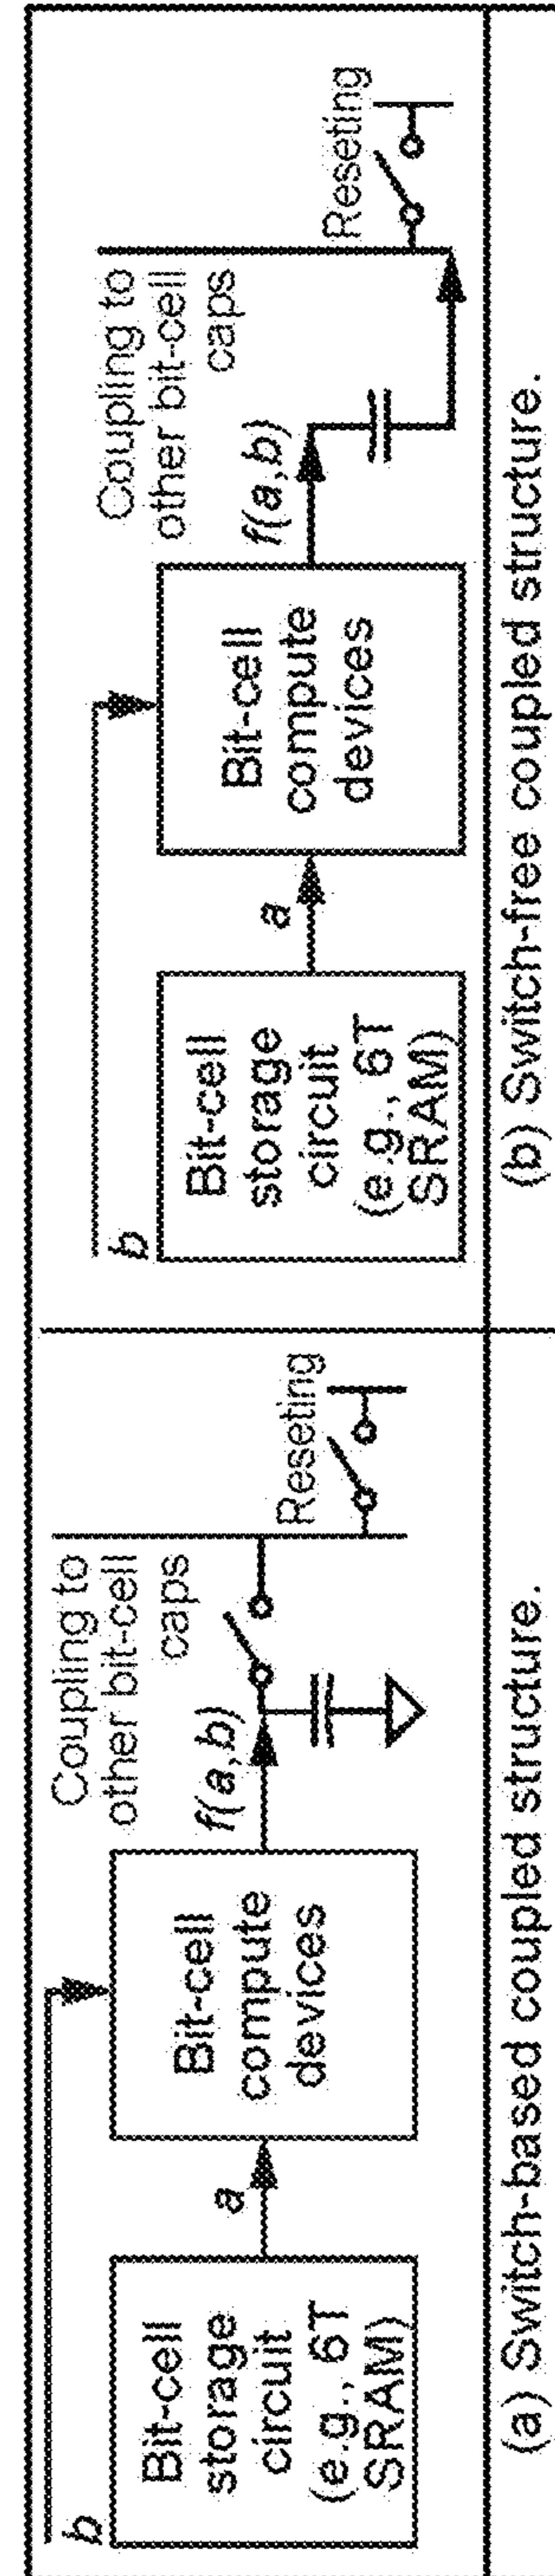 b
Bit-cell
storage
circuit
(e.g., 6T
SRAM)
a
Bit-cell
compute
devices
f(a,b)
Coupling to
other bit-cell
caps
Reseting
(a) Switch-based coupled structure.
b
Bit-cell
storage
circuit
(e.g., 6T
SRAM)
a
Bit-cell
compute
devices
f(a,b)
Coupling to
other bit-cell
caps
Reseting
(b) Switch-free coupled structure.